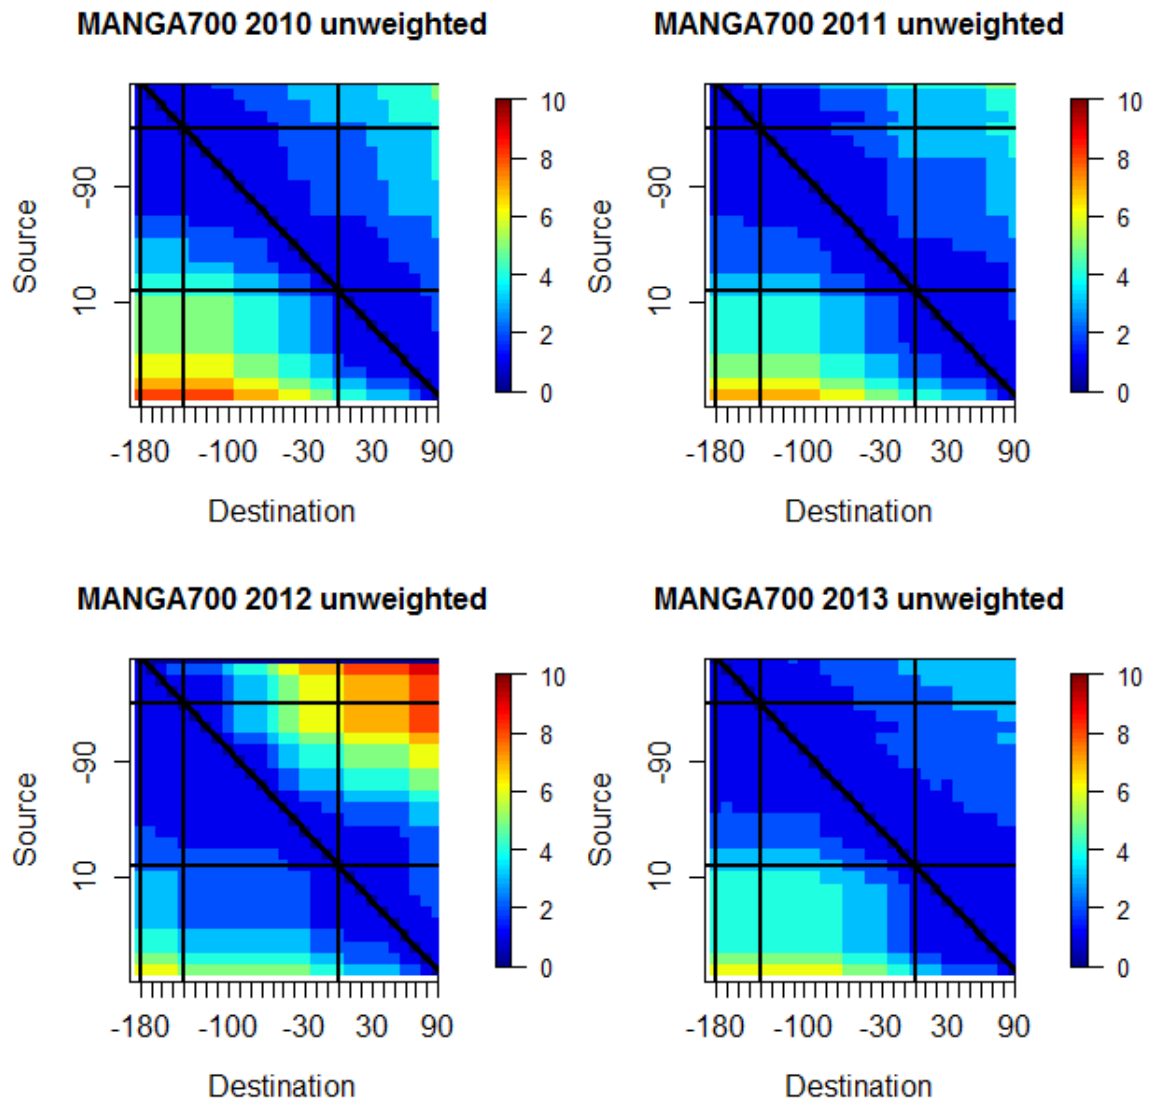 MANGA700 2010 unweighted
Source
-90
10
-180 -100 -30 30 90
Destination
10
8
6
4
2
0
MANGA700 2011 unweighted
Source
-90
10
-180 -100 -30 30 90
Destination
10
8
6
4
2
0
MANGA700 2012 unweighted
Source
-90
10
-180 -100 -30 30 90
Destination
10
8
6
4
2
0
MANGA700 2013 unweighted
Source
-90
10
-180 -100 -30 30 90
Destination
10
8
6
4
2
0